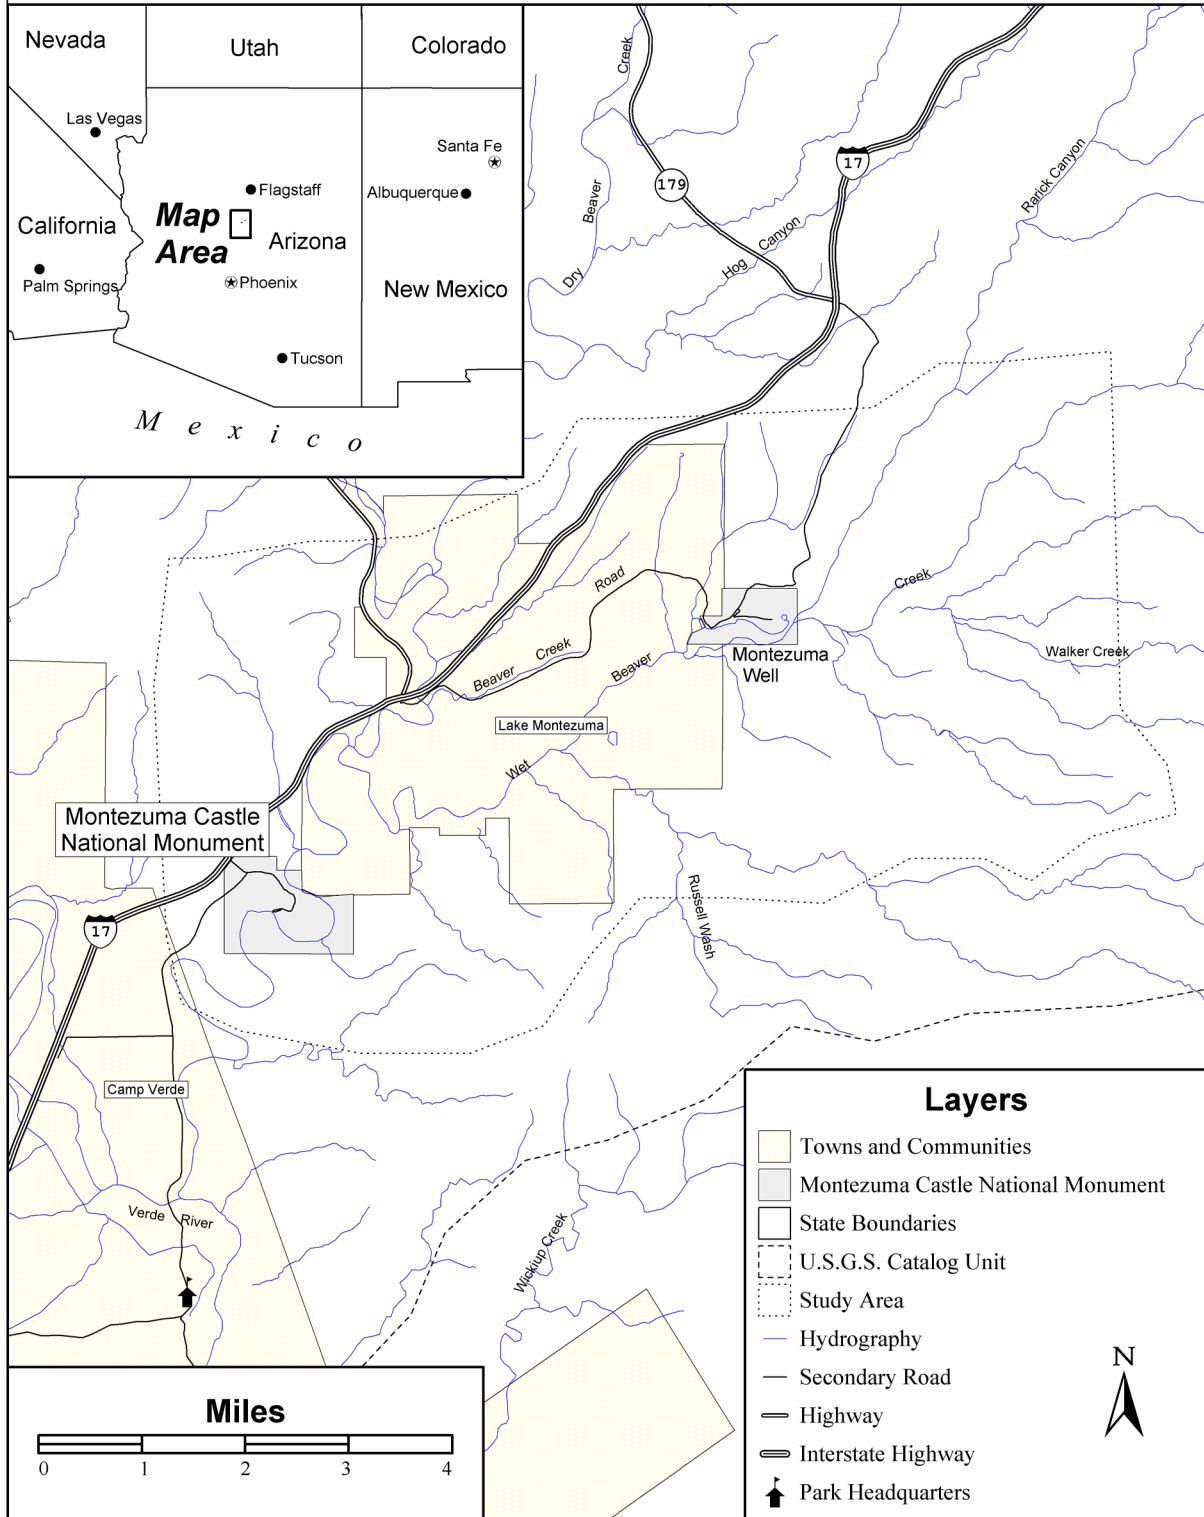 Nevada
Utah
Colorado
Las Vegas
Santa Fe
Flagstaff
Albuquerque
Map
Area
California
Arizona
Palm Springs
Phoenix
New Mexico
Tucson
Mexico
Creek
17
179
Rarick Canyon
Beaver
Hog Canyon
Dry
Road
Creek
Beaver Creek
Beaver
Walker Creek
Montezuma
Well
Lake Montezuma
Wet
Montezuma Castle
National Monument
Russell Wash
17
Camp Verde
Verde River
Wickiup Creek
Layers
Towns and Communities
Montezuma Castle National Monument
State Boundaries
U.S.G.S. Catalog Unit
Study Area
Hydrography
Secondary Road
Highway
Interstate Highway
Park Headquarters
N
Miles
0 1 2 3 4